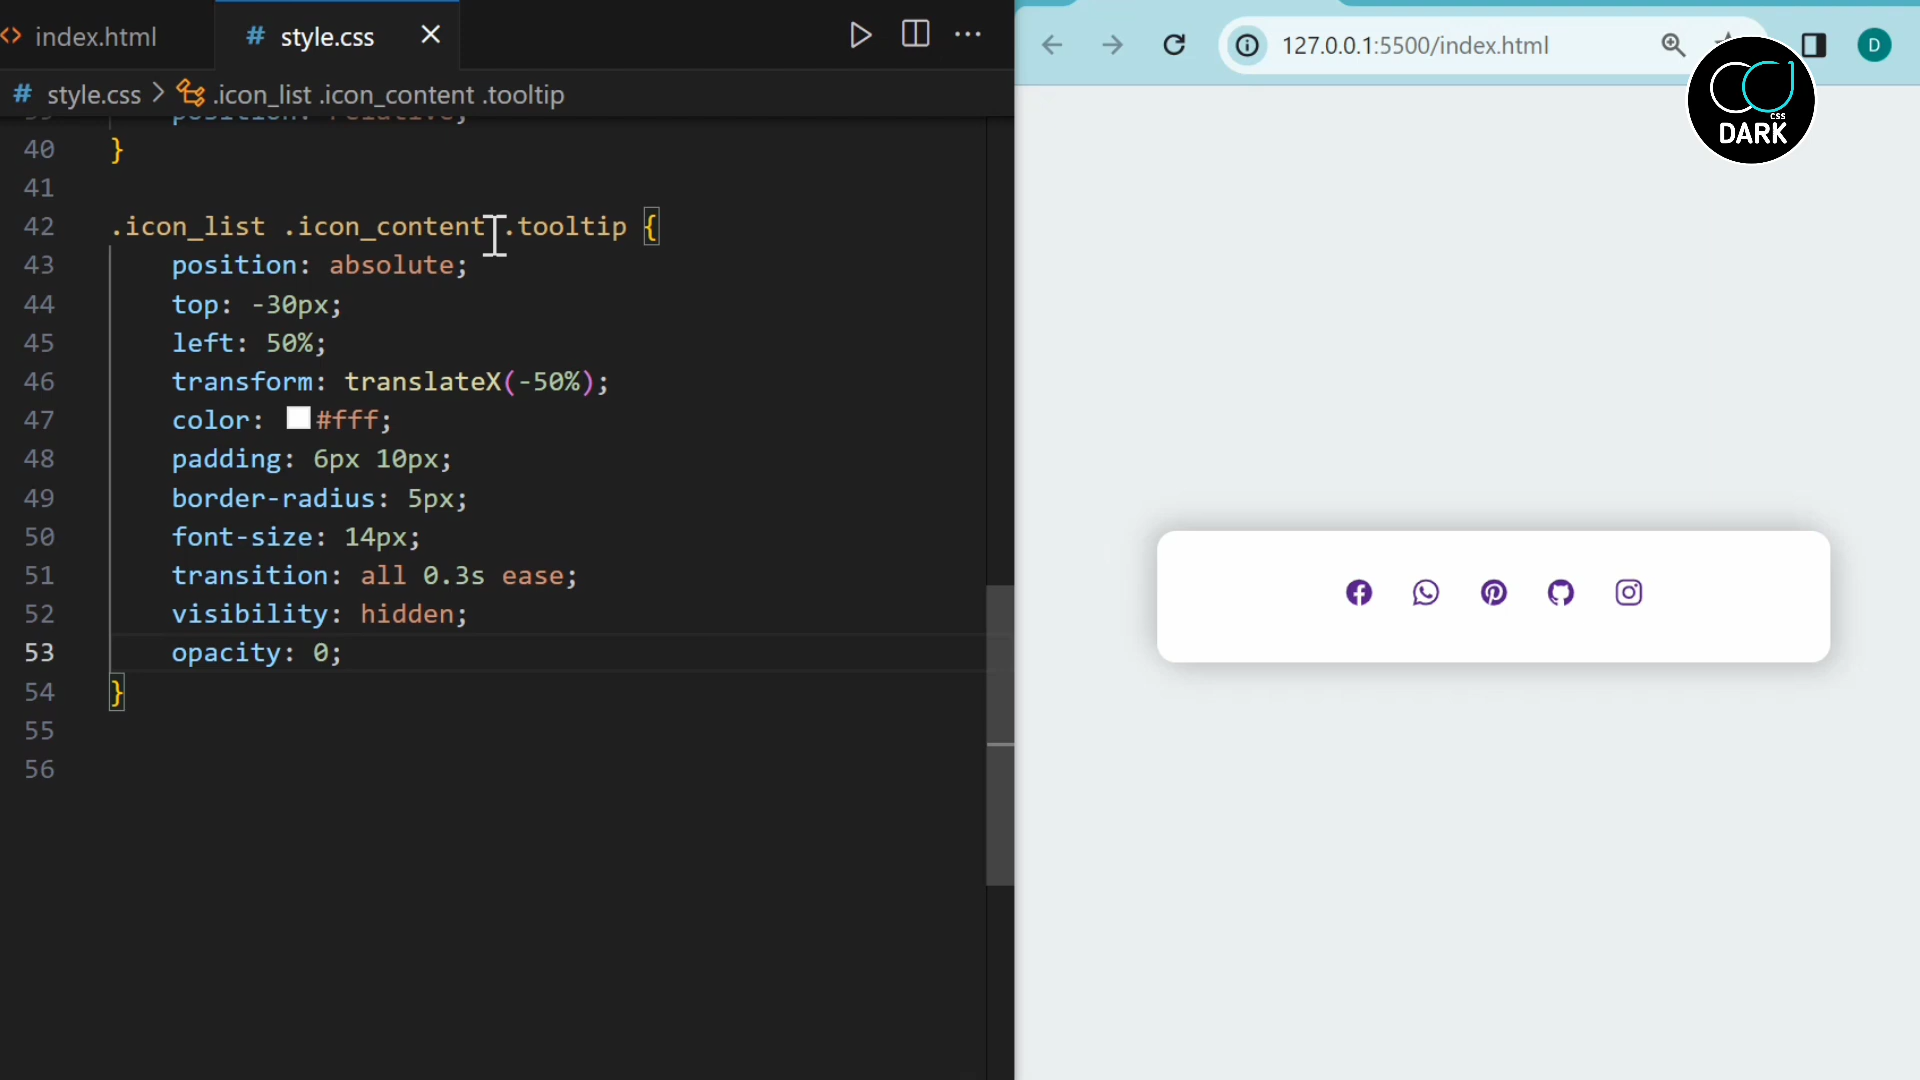 index.html
# style.css
# style.css > .icon_list .icon_content .tooltip
position: relative;
40 }
41
42 .icon_list .icon_content .tooltip {
43 position: absolute;
44 top: -30px;
45 left: 50%;
46 transform: translateX(-50%);
47 color: #fff;
48 padding: 6px 10px;
49 border-radius: 5px;
50 font-size: 14px;
51 transition: all 0.3s ease;
52 visibility: hidden;
53 opacity: 0;
54 }
55
56
127.0.0.1:5500/index.html
D
CSS
DARK